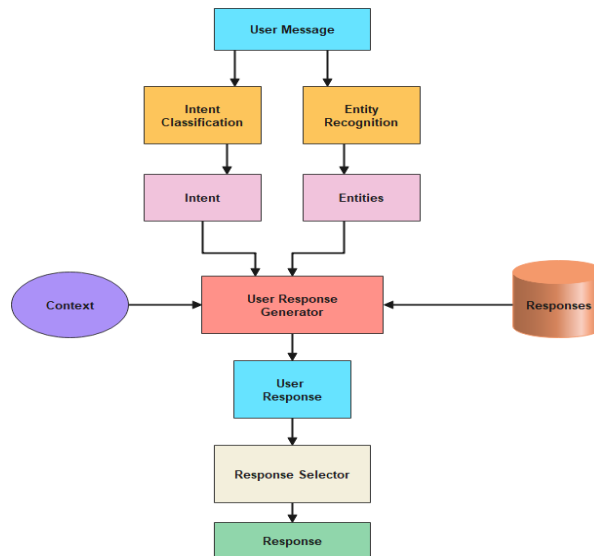 User Message
Intent
Classification
Entity
Recognition
Intent
Entities
Context
User Response
Generator
Responses
User
Response
Response Selector
Response